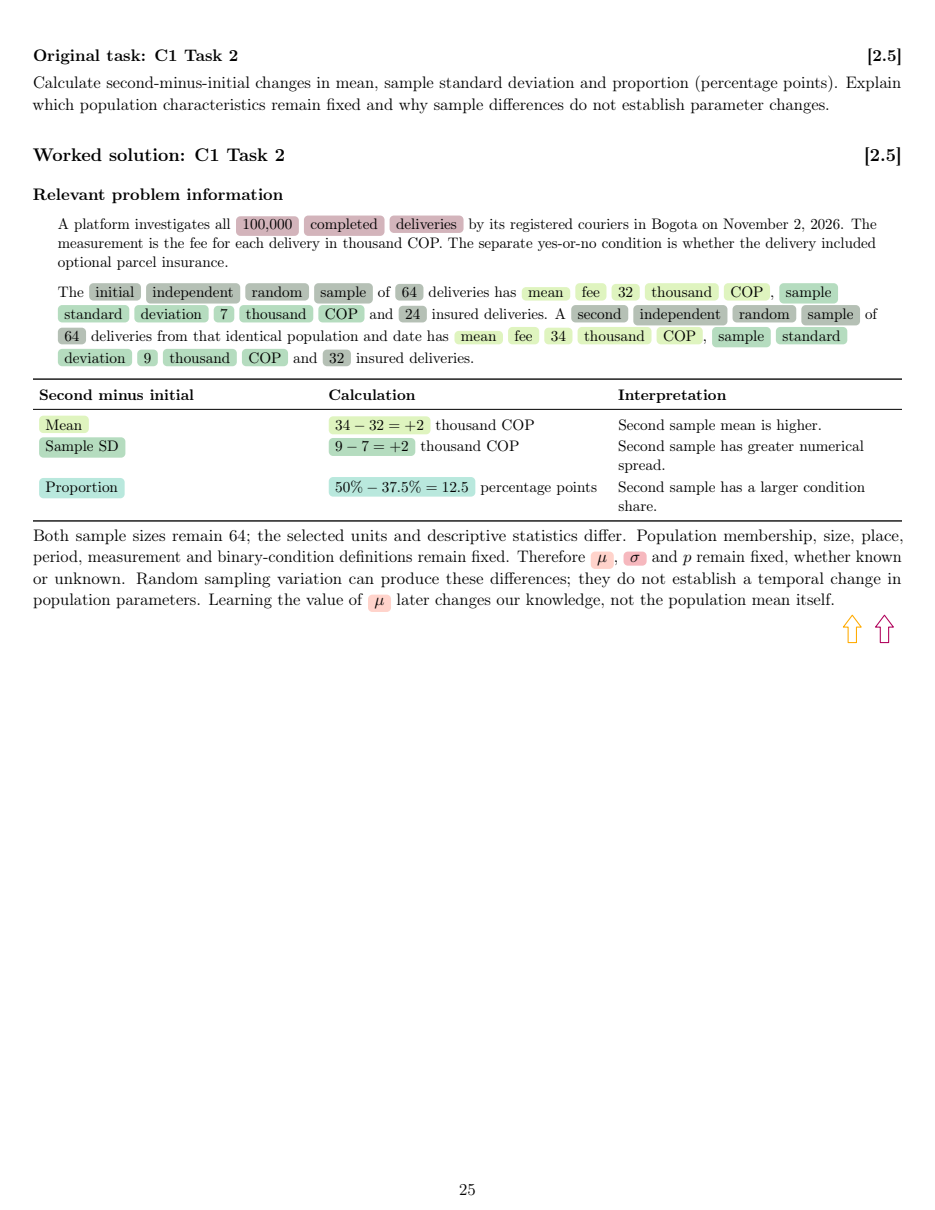 Original task: C1 Task 2 [2.5]
Calculate second-minus-initial changes in mean, sample standard deviation and proportion (percentage points). Explain
which population characteristics remain fixed and why sample differences do not establish parameter changes.
Worked solution: C1 Task 2 [2.5]
Relevant problem information
A platform investigates all 100,000 completed deliveries by its registered couriers in Bogota on November 2, 2026. The
measurement is the fee for each delivery in thousand COP. The separate yes-or-no condition is whether the delivery included
optional parcel insurance.
The initial independent random sample of 64 deliveries has mean fee 32 thousand COP, sample
standard deviation 7 thousand COP and 24 insured deliveries. A second independent random sample of
64 deliveries from that identical population and date has mean fee 34 thousand COP, sample standard
deviation 9 thousand COP and 32 insured deliveries.
Second minus initial Calculation Interpretation
Mean 34 − 32 = +2 thousand COP Second sample mean is higher.
Sample SD 9 − 7 = +2 thousand COP Second sample has greater numerical
spread.
Proportion 50% − 37.5% = 12.5 percentage points Second sample has a larger condition
share.
Both sample sizes remain 64; the selected units and descriptive statistics differ. Population membership, size, place,
period, measurement and binary-condition definitions remain fixed. Therefore μ, σ and p remain fixed, whether known
or unknown. Random sampling variation can produce these differences; they do not establish a temporal change in
population parameters. Learning the value of μ later changes our knowledge, not the population mean itself.
25